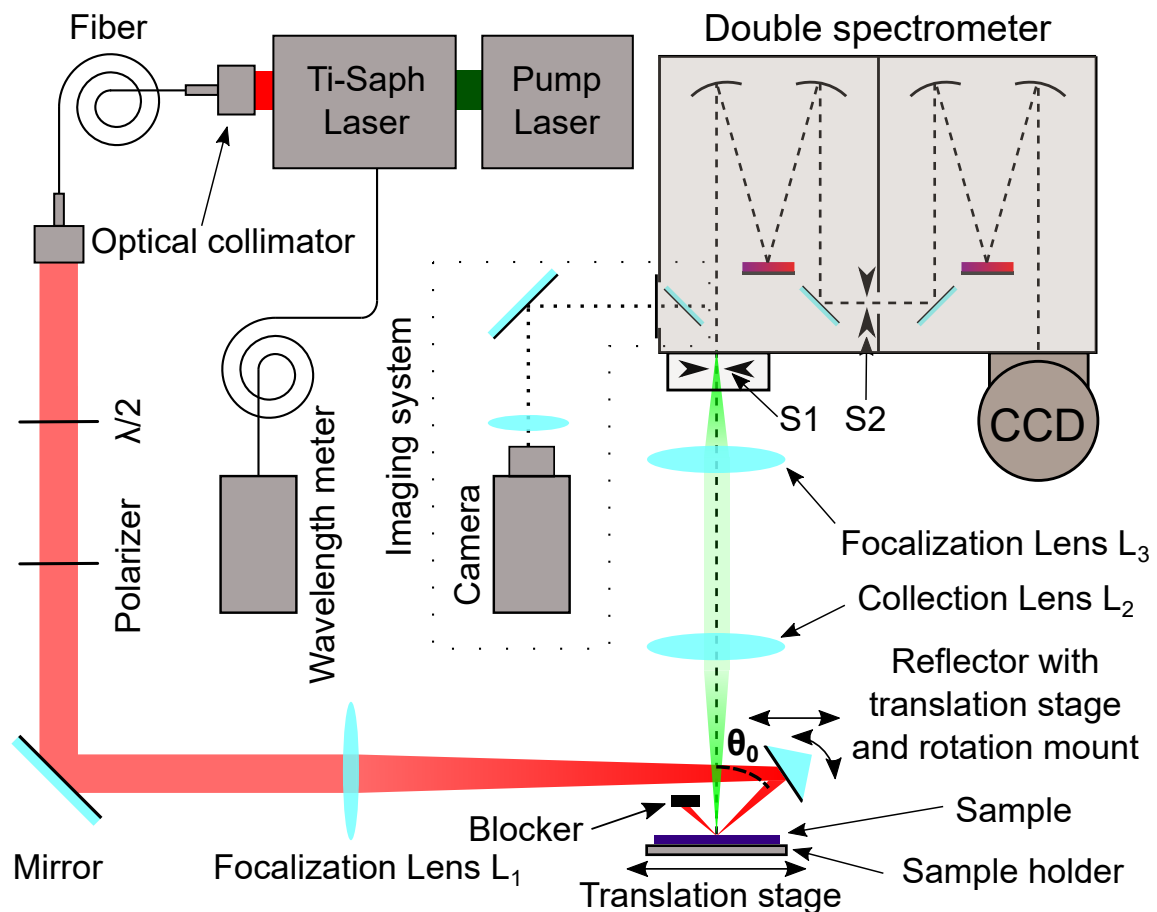 Fiber
Ti-Saph
Laser
Pump
Laser
Double spectrometer
Optical collimator
λ/2
Polarizer
Wavelength meter
Imaging system
Camera
S1
S2
CCD
Focalization Lens L₃
Collection Lens L₂
Reflector with
translation stage
and rotation mount
θ₀
Blocker
Sample
Sample holder
Translation stage
Mirror
Focalization Lens L₁